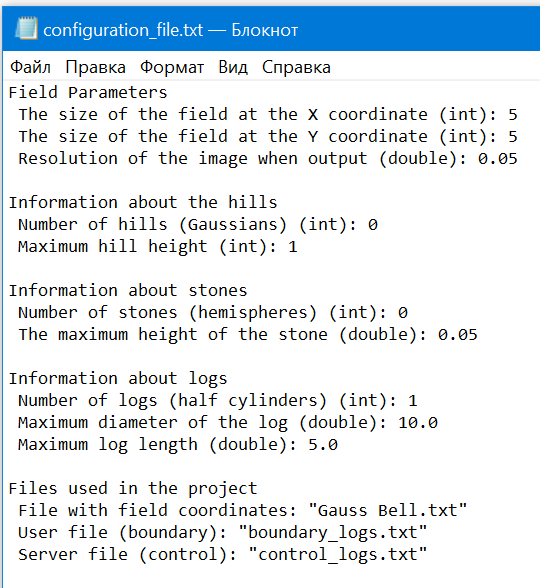 configuration_file.txt — Блокнот
Файл Правка Формат Вид Справка
Field Parameters
The size of the field at the X coordinate (int): 5
The size of the field at the Y coordinate (int): 5
Resolution of the image when output (double): 0.05
Information about the hills
Number of hills (Gaussians) (int): 0
Maximum hill height (int): 1
Information about stones
Number of stones (hemispheres) (int): 0
The maximum height of the stone (double): 0.05
Information about logs
Number of logs (half cylinders) (int): 1
Maximum diameter of the log (double): 10.0
Maximum log length (double): 5.0
Files used in the project
File with field coordinates: "Gauss Bell.txt"
User file (boundary): "boundary_logs.txt"
Server file (control): "control_logs.txt"